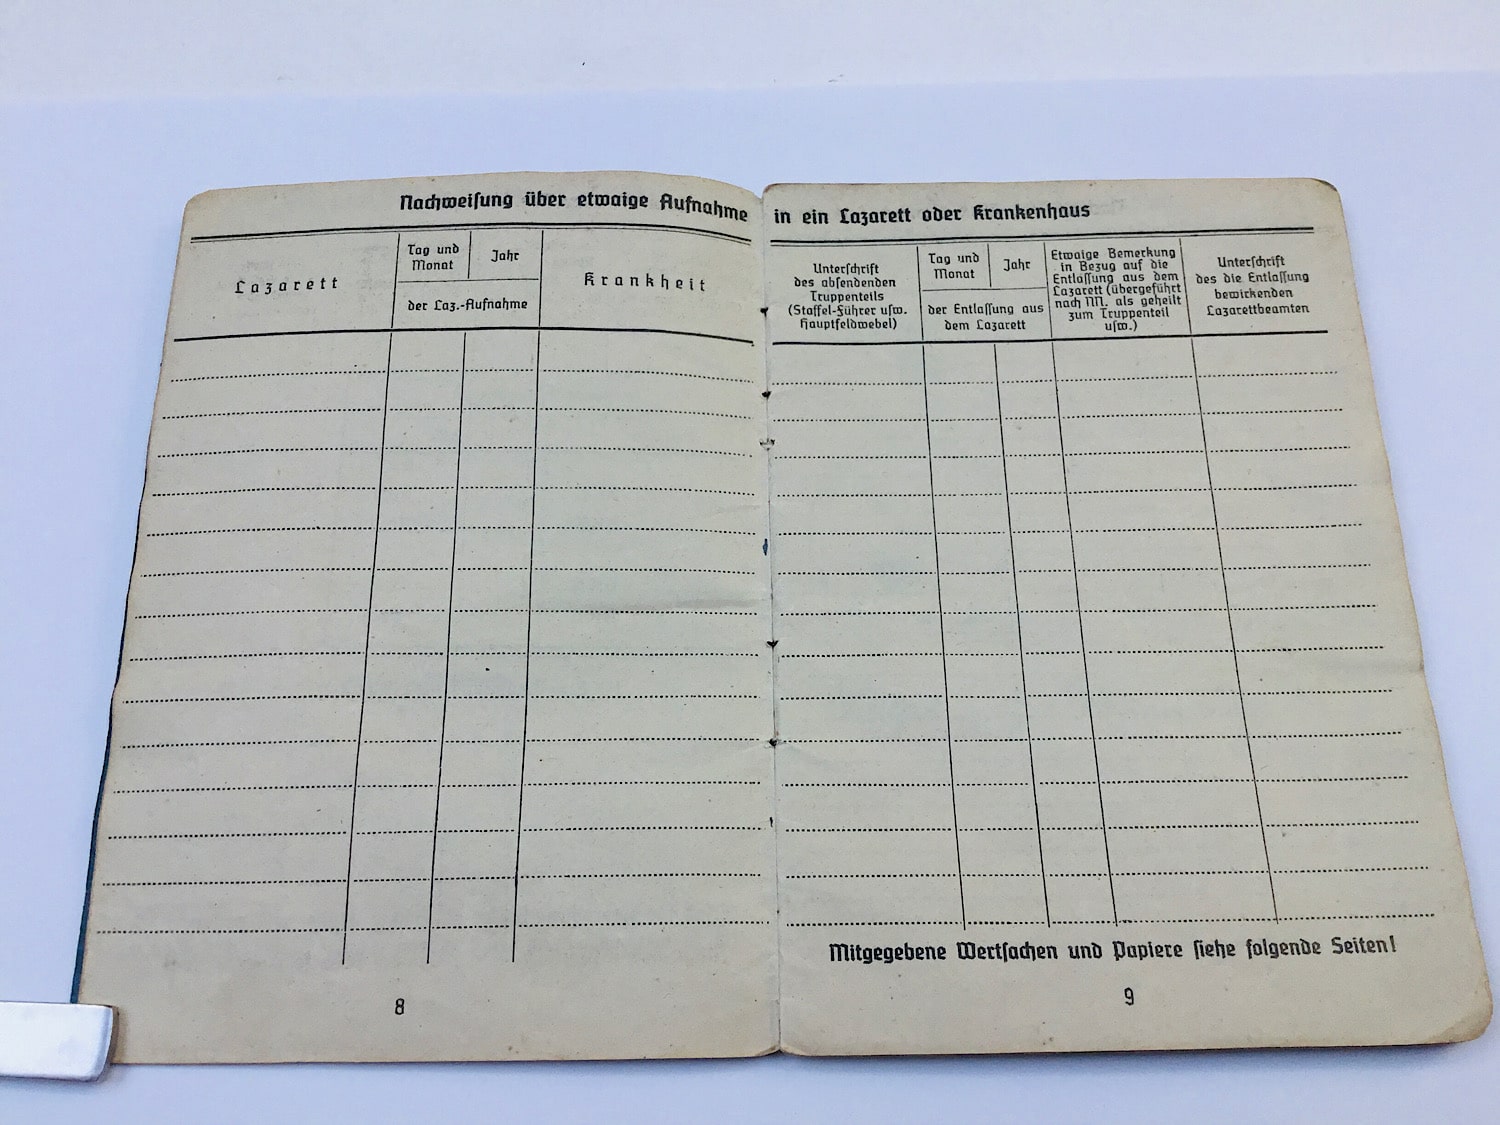 Nachweisung über etwaige Aufnahme in ein Lazarett oder Krankenhaus
Lazarett
Tag und
Monat
Jahr
der Laz.-Aufnahme
Krankheit
Unterschrift
des absendenden
Truppenteils
(Staffel-Führer usw.
Hauptfeldwebel)
Tag und
Monat
Jahr
der Entlassung aus
dem Lazarett
Etwaige Bemerkung
in Bezug auf die
Entlassung aus dem
Lazarett (übergeführt
nach NN. als geheilt
zum Truppenteil
usw.)
Unterschrift
des die Entlassung
bewirkenden
Lazarettbeamten
Mitgegebene Wertsachen und Papiere siehe folgende Seiten!
8
9